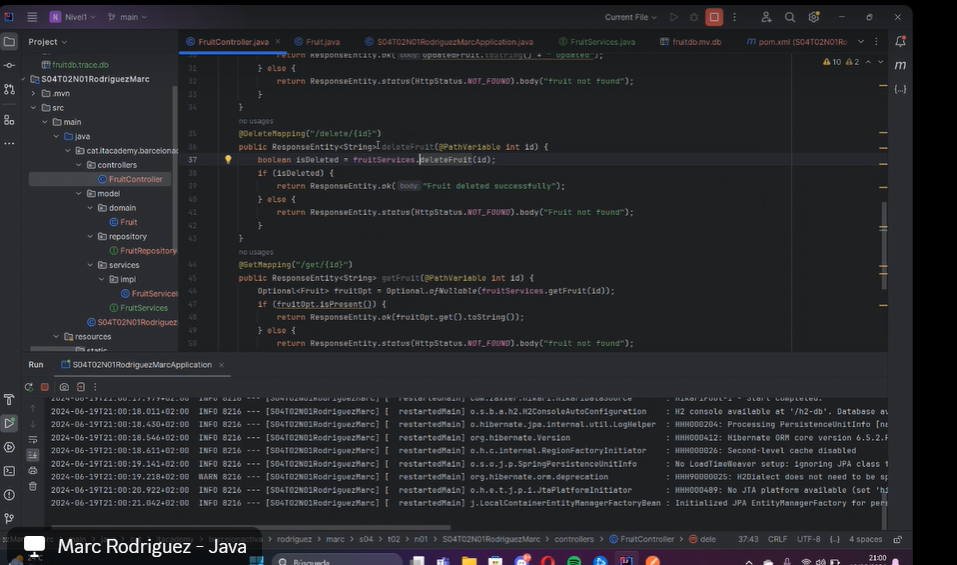 N Nivel1
main
Current File
Project
FruitController.java
Fruit.java
S04T02N01RodriguezMarcApplication.java
FruitServices.java
fruitdb.mv.db
pom.xml (S04T02N01Ro
fruitdb.trace.db
S04T02N01RodriguezMarc
.mvn
src
main
java
cat.itacademy.barcelonac
controllers
FruitController
model
domain
Fruit
repository
FruitRepository
services
impl
FruitServiceI
FruitServices
S04T02N01Rodriguez
resources
static
10 2
return ResponseEntity.ok( body: updatedFruit.toString() + " updated");
31 } else {
32 return ResponseEntity.status(HttpStatus.NOT_FOUND).body("fruit not found");
33 }
34 }
no usages
35 @DeleteMapping("/delete/{id}")
36 public ResponseEntity<String> deleteFruit(@PathVariable int id) {
37 boolean isDeleted = fruitServices.deleteFruit(id);
38 if (isDeleted) {
39 return ResponseEntity.ok( body: "Fruit deleted successfully");
40 } else {
41 return ResponseEntity.status(HttpStatus.NOT_FOUND).body("Fruit not found");
42 }
43 }
no usages
44 @GetMapping("/get/{id}")
45 public ResponseEntity<String> getFruit(@PathVariable int id) {
46 Optional<Fruit> fruitOpt = Optional.ofNullable(fruitServices.getFruit(id));
47 if (fruitOpt.isPresent()) {
48 return ResponseEntity.ok(fruitOpt.get().toString());
49 } else {
50 return ResponseEntity.status(HttpStatus.NOT_FOUND).body("fruit not found");
Run
S04T02N01RodriguezMarcApplication
2024-06-19T21:00:17.979+02:00 INFO 8216 --- [S04T02N01RodriguezMarc] [ restartedMain] com.zaxxer.hikari.HikariDataSource : HikariPool-1 - Start completed.
2024-06-19T21:00:18.011+02:00 INFO 8216 --- [S04T02N01RodriguezMarc] [ restartedMain] o.s.b.a.h2.H2ConsoleAutoConfiguration : H2 console available at '/h2-db'. Database av
2024-06-19T21:00:18.430+02:00 INFO 8216 --- [S04T02N01RodriguezMarc] [ restartedMain] o.hibernate.jpa.internal.util.LogHelper : HHH000204: Processing PersistenceUnitInfo [na
2024-06-19T21:00:18.546+02:00 INFO 8216 --- [S04T02N01RodriguezMarc] [ restartedMain] org.hibernate.Version : HHH000412: Hibernate ORM core version 6.5.2.F
2024-06-19T21:00:18.611+02:00 INFO 8216 --- [S04T02N01RodriguezMarc] [ restartedMain] o.h.c.internal.RegionFactoryInitiator : HHH000026: Second-level cache disabled
2024-06-19T21:00:19.141+02:00 INFO 8216 --- [S04T02N01RodriguezMarc] [ restartedMain] o.s.o.j.p.SpringPersistenceUnitInfo : No LoadTimeWeaver setup: ignoring JPA class t
2024-06-19T21:00:19.218+02:00 WARN 8216 --- [S04T02N01RodriguezMarc] [ restartedMain] org.hibernate.orm.deprecation : HHH90000025: H2Dialect does not need to be sp
2024-06-19T21:00:20.922+02:00 INFO 8216 --- [S04T02N01RodriguezMarc] [ restartedMain] o.h.e.t.j.p.i.JtaPlatformInitiator : HHH000489: No JTA platform available (set 'hi
2024-06-19T21:00:21.042+02:00 INFO 8216 --- [S04T02N01RodriguezMarc] [ restartedMain] j.LocalContainerEntityManagerFactoryBean : Initialized JPA EntityManagerFactory for pers
rodriguez > marc > s04 > t02 > n01 > S04T02N01RodriguezMarc > controllers > FruitController > dele
37:43 CRLF UTF-8 4 spaces
Marc Rodriguez - Java
Búsqueda
21:00